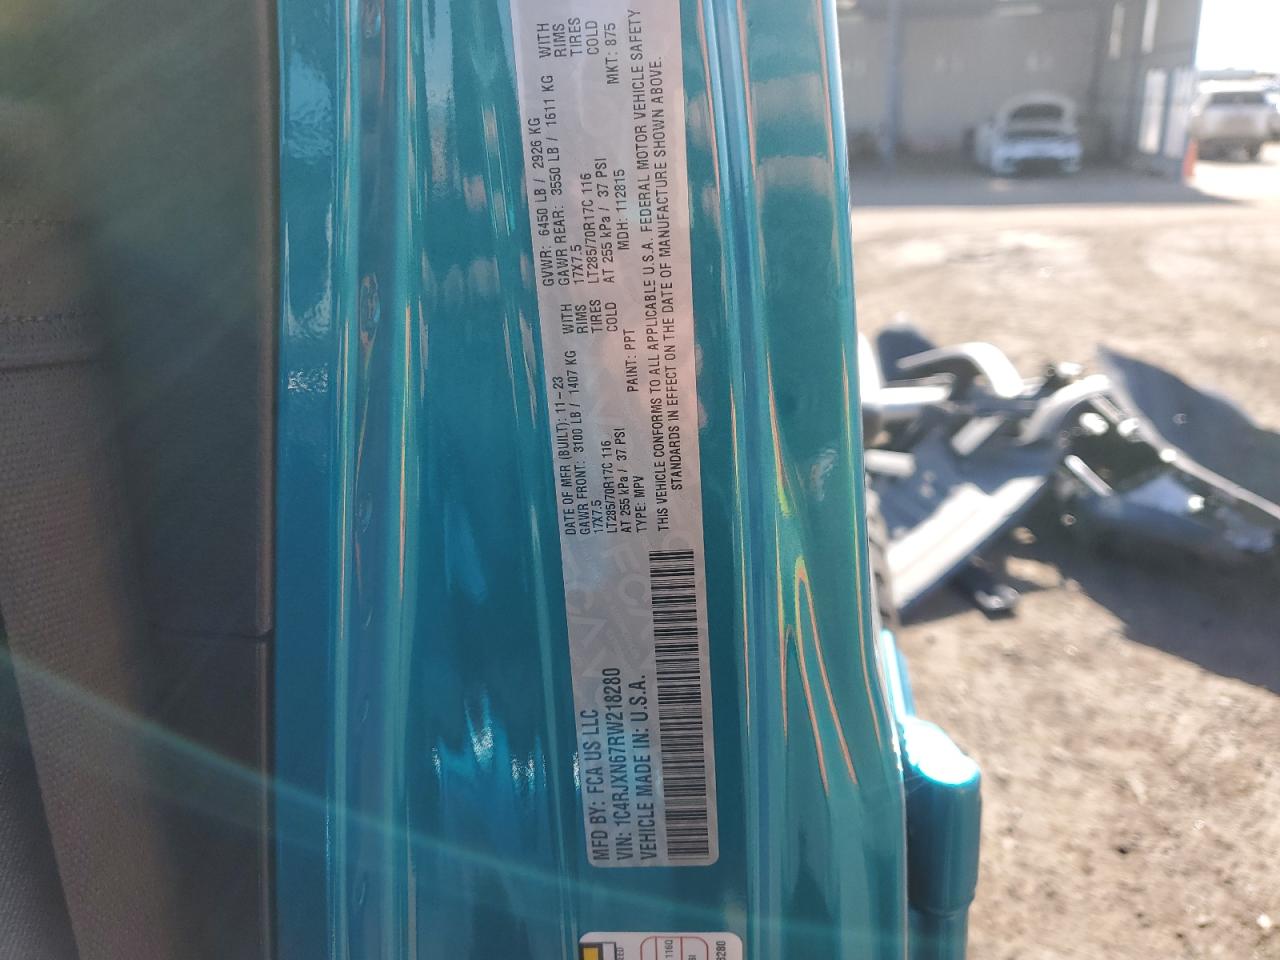 MFD BY: FCA US LLC
VIN: 1C4RJXN67RW218280
VEHICLE MADE IN: U.S.A.
DATE OF MFR (BUILT): 11-23
GVWR: 6450 LB / 2926 KG
GAWR FRONT: 3100 LB / 1407 KG WITH
GAWR REAR: 3550 LB / 1611 KG WITH
17X7.5 RIMS
17X7.5 RIMS
LT285/70R17C 116 TIRES
LT285/70R17C 116 TIRES
AT 255 kPa / 37 PSI COLD
AT 255 kPa / 37 PSI COLD
TYPE: MPV PAINT: PPT MDH: 112815 MKT: 875
THIS VEHICLE CONFORMS TO ALL APPLICABLE U.S.A. FEDERAL MOTOR VEHICLE SAFETY
STANDARDS IN EFFECT ON THE DATE OF MANUFACTURE SHOWN ABOVE.
116Q
8280